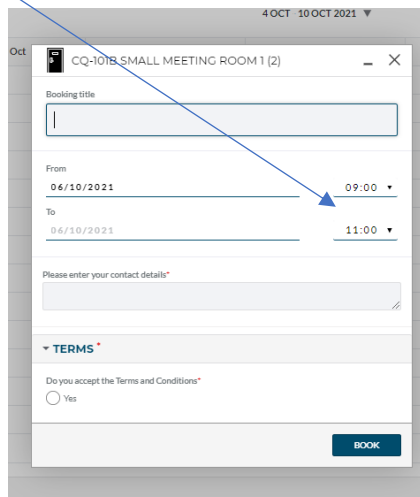 4 OCT - 10 OCT 2021 ▼
Oct
CQ-101B SMALL MEETING ROOM 1 (2)
Booking title
From
06/10/2021 09:00 ▼
To
06/10/2021 11:00 ▼
Please enter your contact details*
TERMS *
Do you accept the Terms and Conditions*
Yes
BOOK